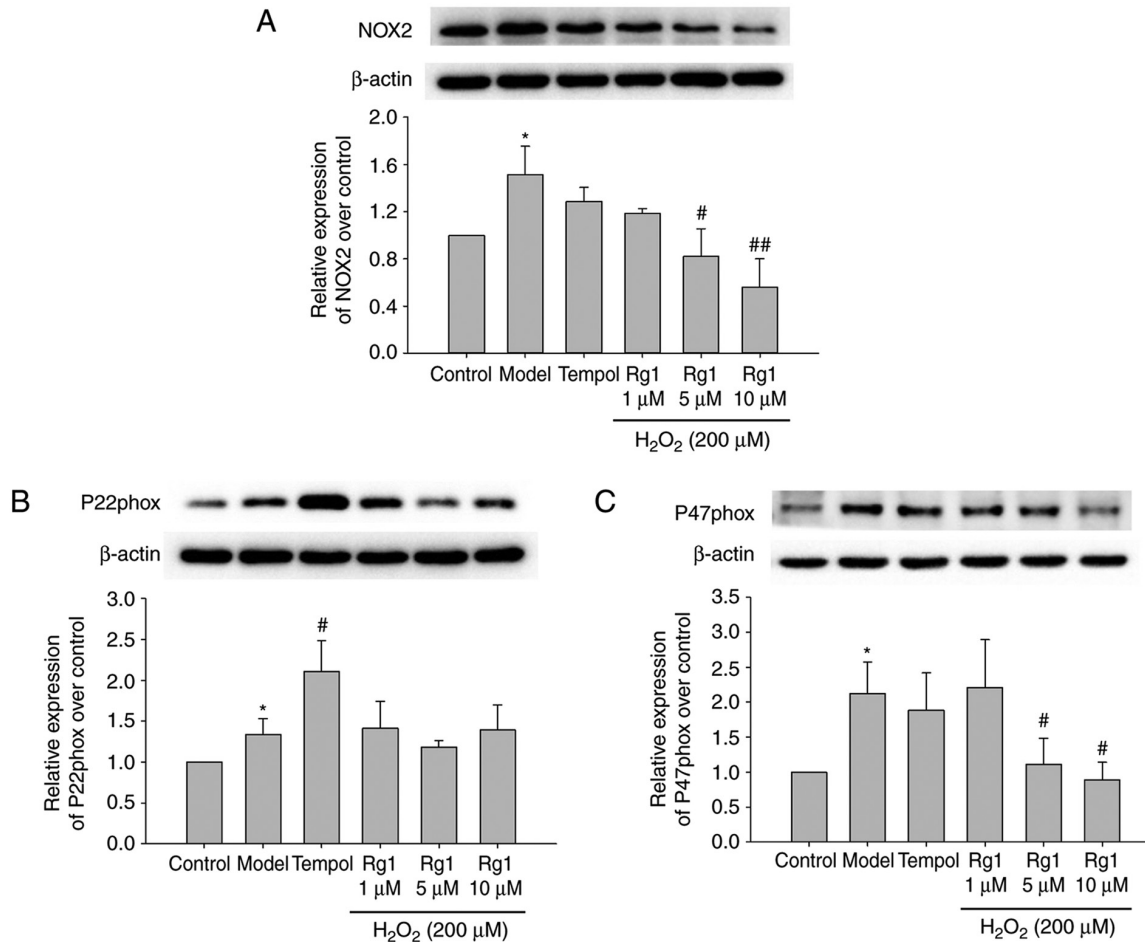 A
NOX2
β-actin
Relative expression
of NOX2 over control
2.0
1.6
1.2
0.8
0.4
0.0
*
#
##
Control Model Tempol Rg1 Rg1 Rg1
1 μM 5 μM 10 μM
H₂O₂ (200 μM)
B
P22phox
β-actin
Relative expression
of P22phox over control
3.0
2.5
2.0
1.5
1.0
0.5
0.0
*
#
Control Model Tempol Rg1 Rg1 Rg1
1 μM 5 μM 10 μM
H₂O₂ (200 μM)
C
P47phox
β-actin
Relative expression
of P47phox over control
3.5
3.0
2.5
2.0
1.5
1.0
0.5
0.0
*
#
#
Control Model Tempol Rg1 Rg1 Rg1
1 μM 5 μM 10 μM
H₂O₂ (200 μM)